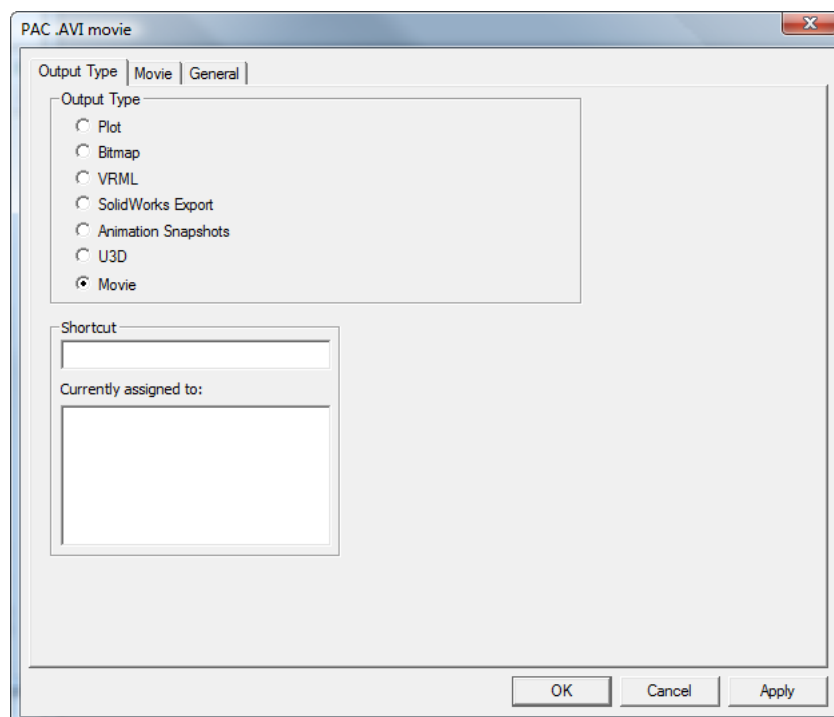 PAC .AVI movie
Output Type Movie General
Output Type
Plot
Bitmap
VRML
SolidWorks Export
Animation Snapshots
U3D
Movie
Shortcut
Currently assigned to:
OK Cancel Apply